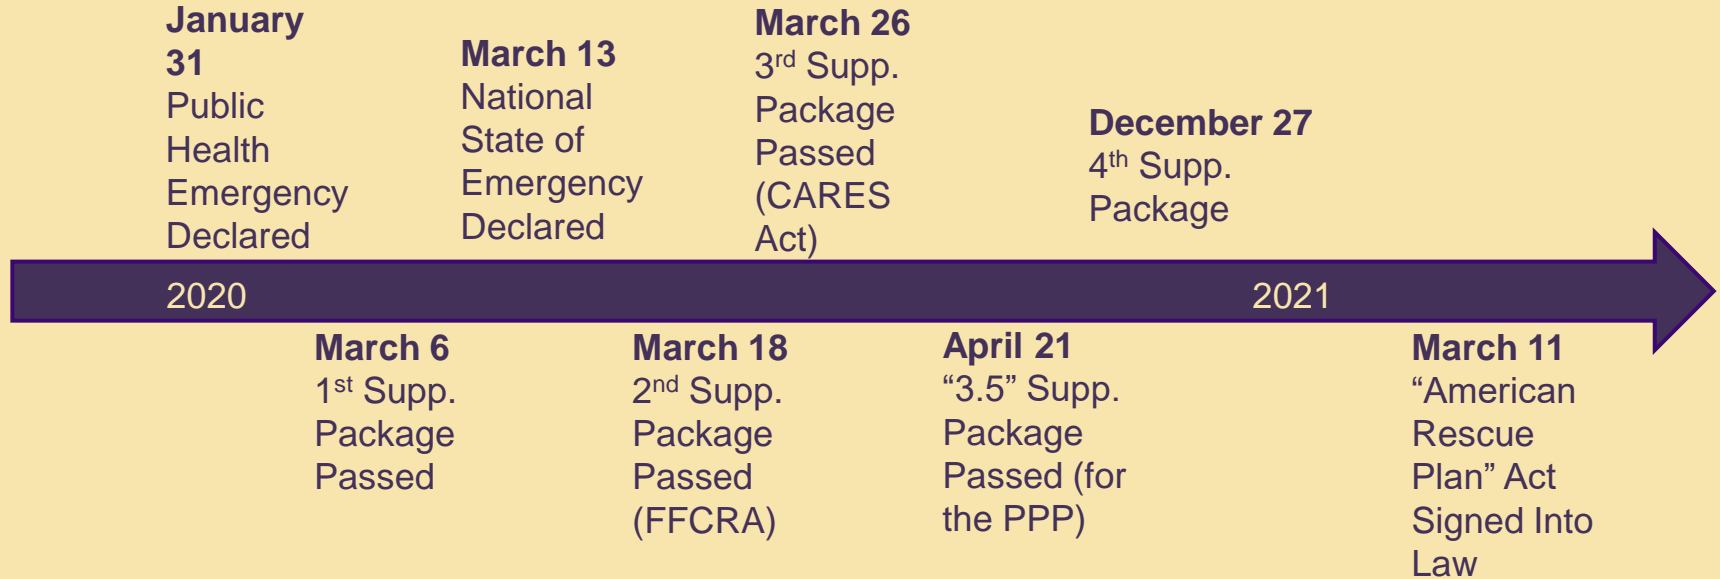 January
31
Public
Health
Emergency
Declared
March 13
National
State of
Emergency
Declared
March 26
3rd Supp.
Package
Passed
(CARES
Act)
December 27
4th Supp.
Package
2020
2021
March 6
1st Supp.
Package
Passed
March 18
2nd Supp.
Package
Passed
(FFCRA)
April 21
“3.5” Supp.
Package
Passed (for
the PPP)
March 11
“American
Rescue
Plan” Act
Signed Into
Law